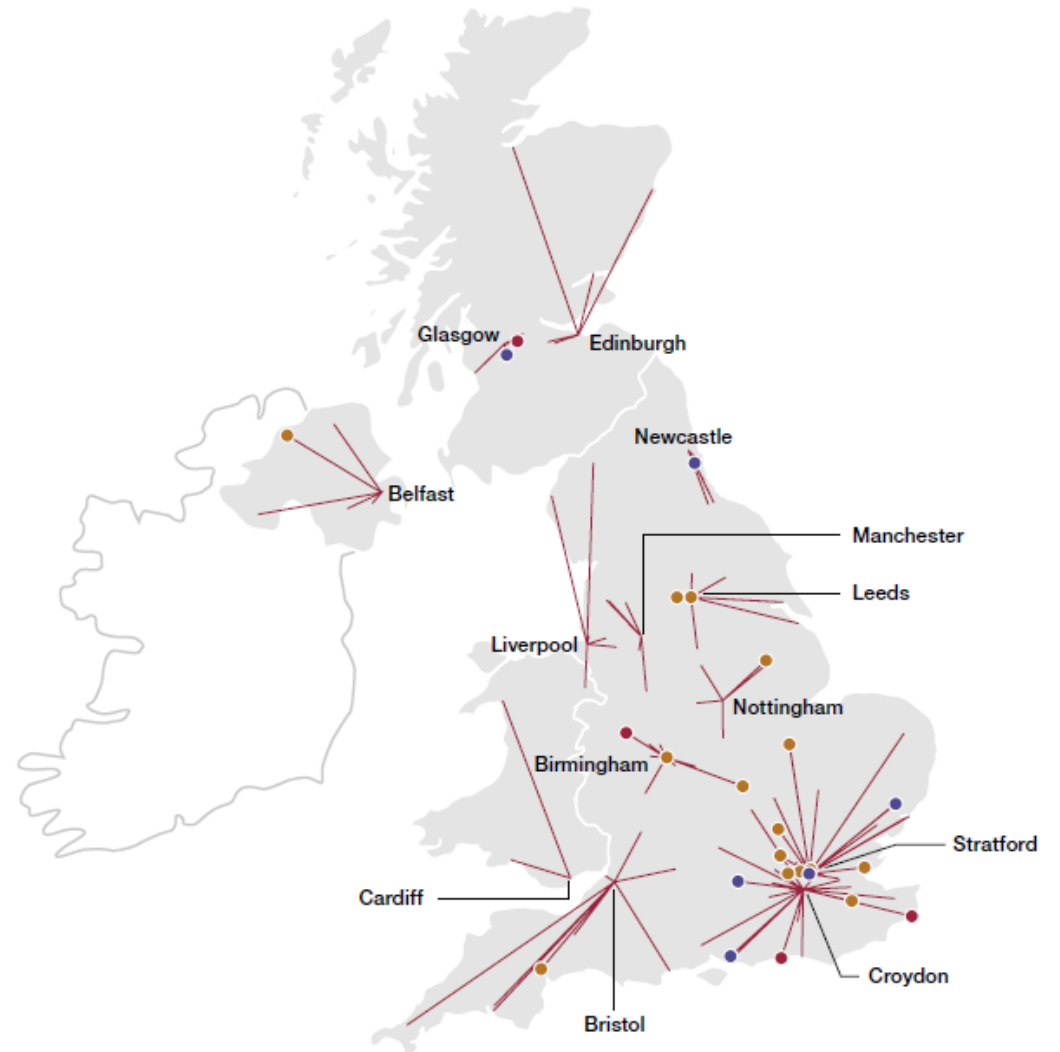 Glasgow
Edinburgh
Newcastle
Belfast
Manchester
Leeds
Liverpool
Nottingham
Birmingham
Stratford
Cardiff
Croydon
Bristol